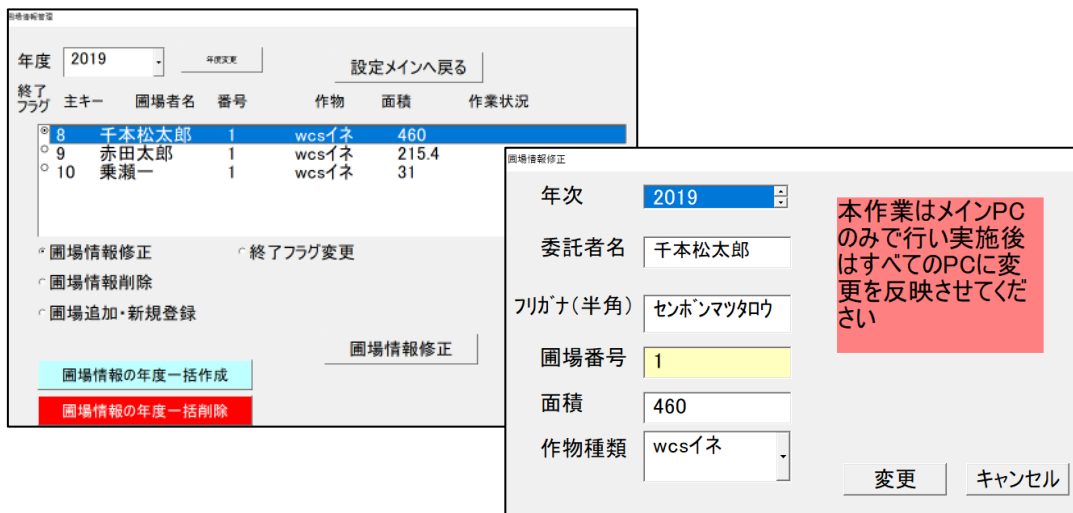 圃場情報管理
年度 2019 年度変更 設定メインへ戻る
終了
フラグ 主キー 圃場者名 番号 作物 面積 作業状況
8 千本松太郎 1 wcsイネ 460
9 赤田太郎 1 wcsイネ 215.4
10 乗瀬一 1 wcsイネ 31
圃場情報修正 終了フラグ変更
圃場情報削除
圃場追加・新規登録
圃場情報修正
圃場情報の年度一括作成
圃場情報の年度一括削除
圃場情報修正
年次 2019
委託者名 千本松太郎
フリガナ(半角) センボンマツタロウ
圃場番号 1
面積 460
作物種類 wcsイネ
本作業はメインPC
のみで行い実施後
はすべてのPCに変
更を反映させてくだ
さい
変更 キャンセル